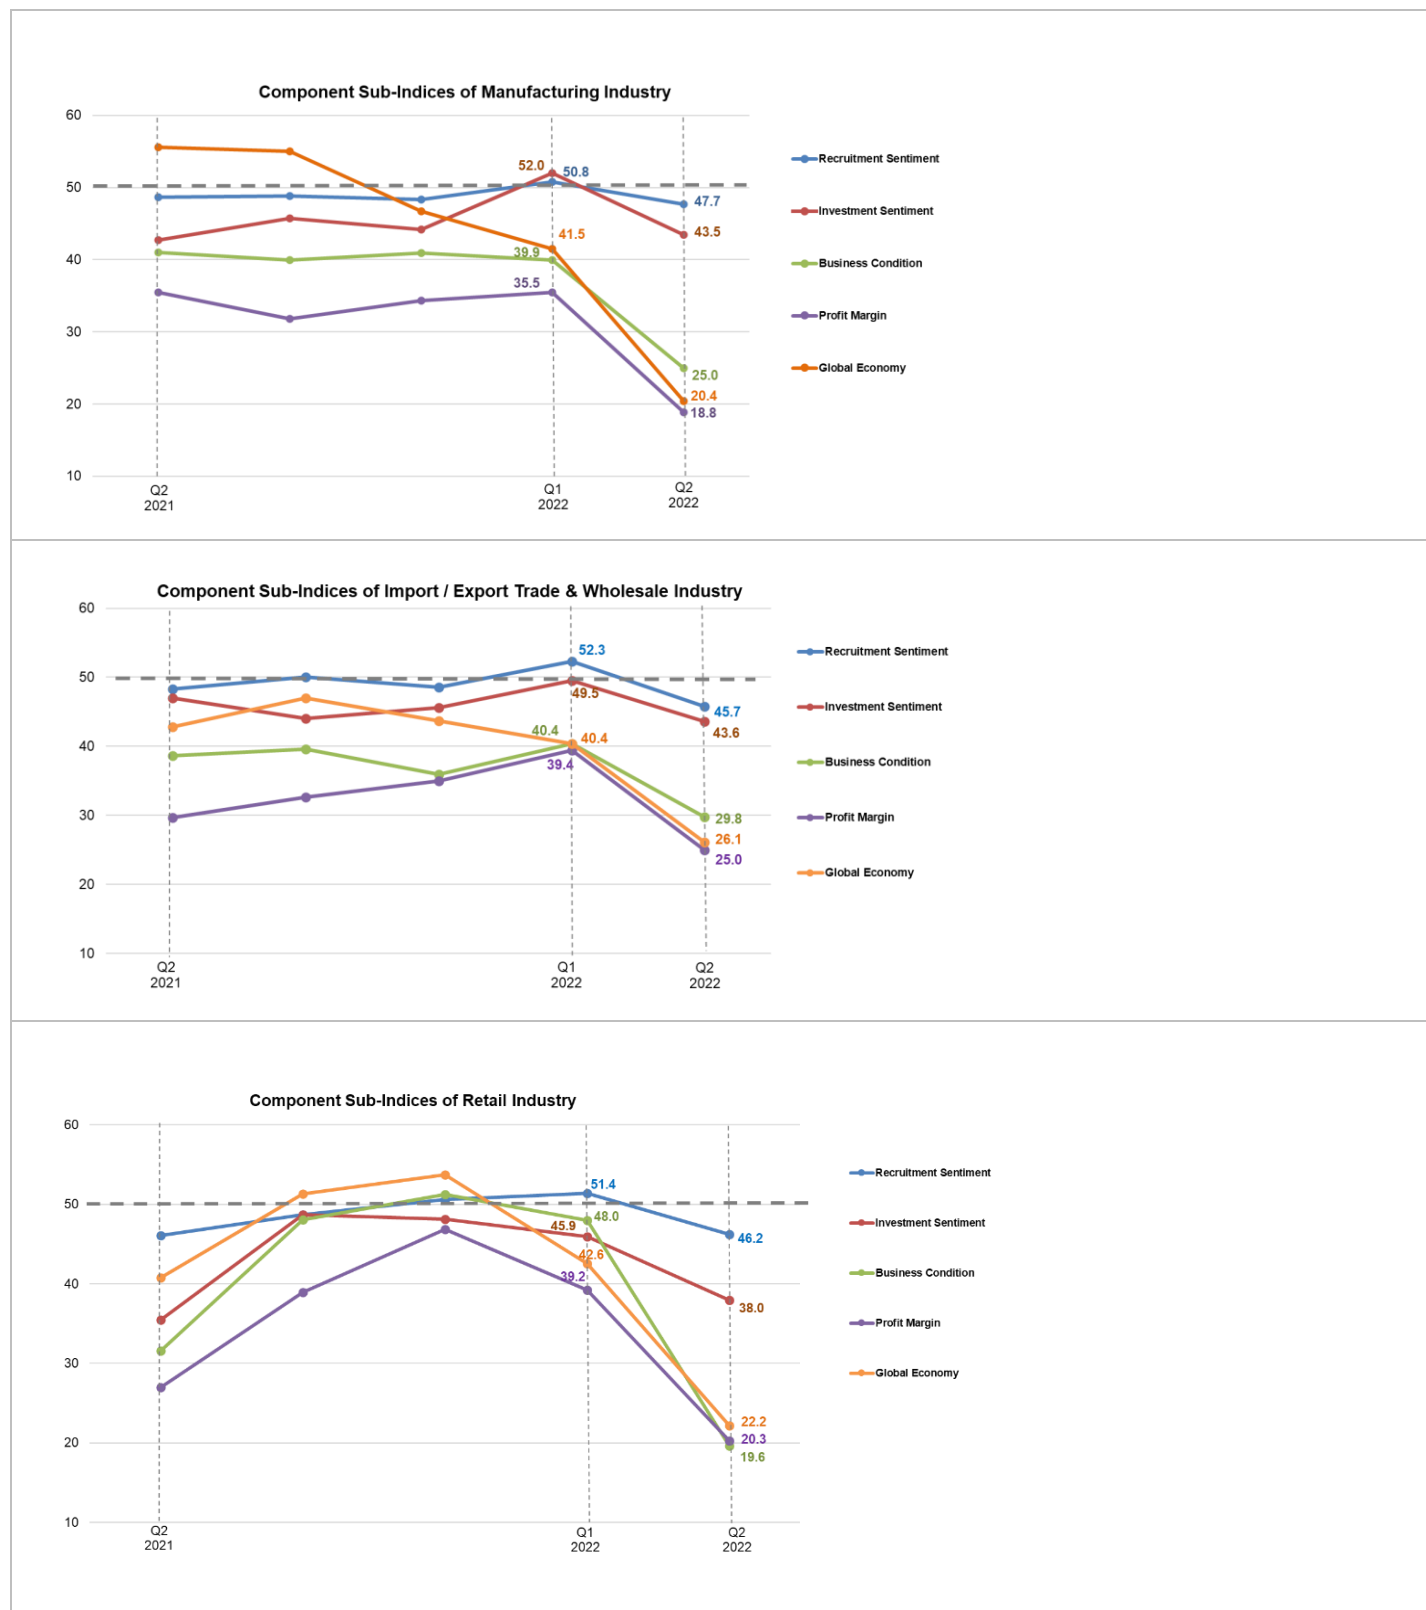 Component Sub-Indices of Manufacturing Industry
60
50
40
30
20
10
52.0
50.8
47.7
43.5
41.5
39.9
35.5
25.0
20.4
18.8
Q2
2021
Q1
2022
Q2
2022
Recruitment Sentiment
Investment Sentiment
Business Condition
Profit Margin
Global Economy
Component Sub-Indices of Import / Export Trade & Wholesale Industry
60
50
40
30
20
10
52.3
49.5
45.7
43.6
40.4
40.4
39.4
29.8
26.1
25.0
Q2
2021
Q1
2022
Q2
2022
Recruitment Sentiment
Investment Sentiment
Business Condition
Profit Margin
Global Economy
Component Sub-Indices of Retail Industry
60
50
40
30
20
10
51.4
48.0
45.9
46.2
42.6
39.2
38.0
22.2
20.3
19.6
Q2
2021
Q1
2022
Q2
2022
Recruitment Sentiment
Investment Sentiment
Business Condition
Profit Margin
Global Economy